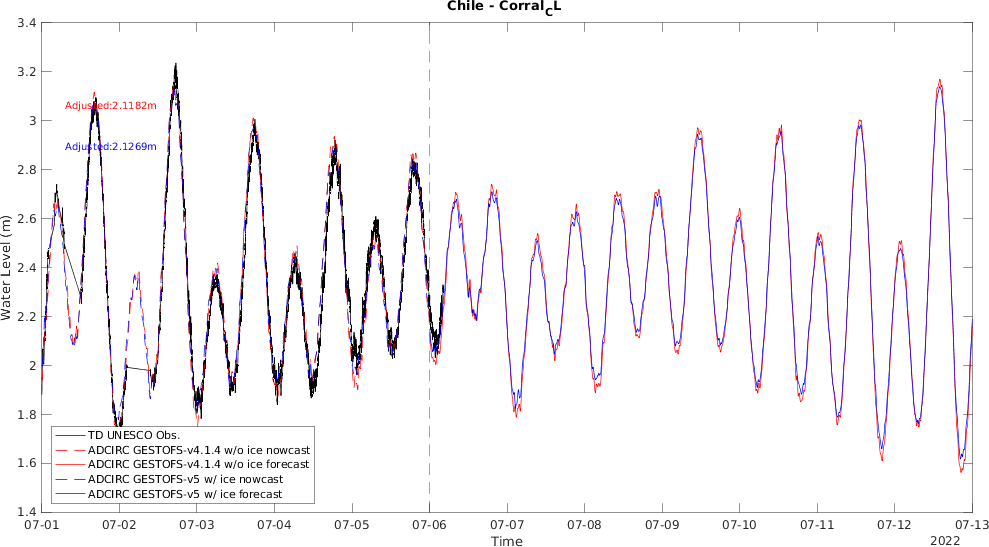 Chile - Corral_CL
3.4
3.2
3
2.8
2.6
2.4
2.2
2
1.8
1.6
1.4
Water Level (m)
Adjusted:2.1182m
Adjusted:2.1269m
TD UNESCO Obs.
ADCIRC GESTOFS-v4.1.4 w/o ice nowcast
ADCIRC GESTOFS-v4.1.4 w/o ice forecast
ADCIRC GESTOFS-v5 w/ ice nowcast
ADCIRC GESTOFS-v5 w/ ice forecast
07-01 07-02 07-03 07-04 07-05 07-06 07-07 07-08 07-09 07-10 07-11 07-12 07-13
Time
2022